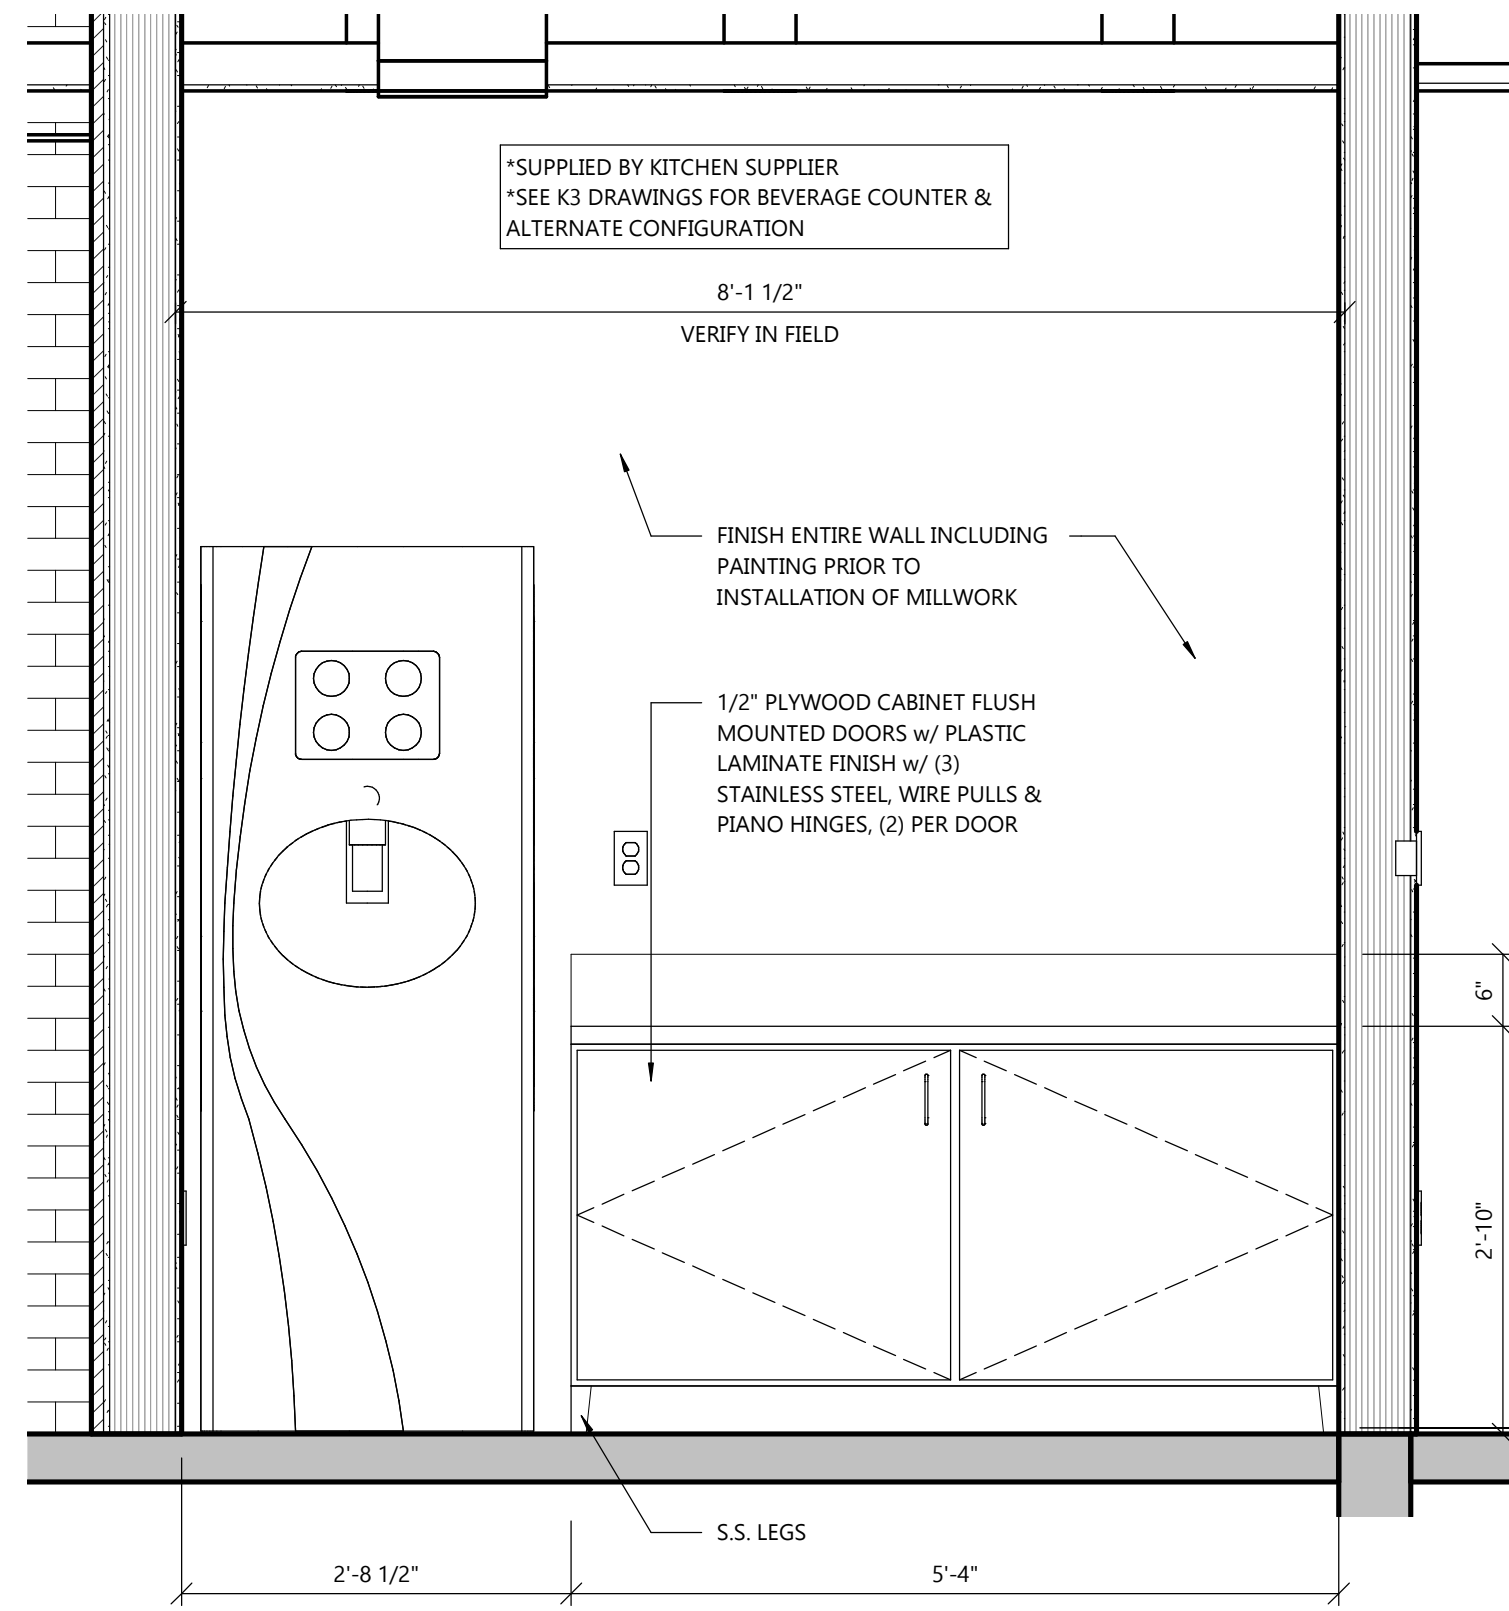 *SUPPLIED BY KITCHEN SUPPLIER
*SEE K3 DRAWINGS FOR BEVERAGE COUNTER &
ALTERNATE CONFIGURATION
8'-1 1/2"
VERIFY IN FIELD
FINISH ENTIRE WALL INCLUDING
PAINTING PRIOR TO
INSTALLATION OF MILLWORK
1/2" PLYWOOD CABINET FLUSH
MOUNTED DOORS w/ PLASTIC
LAMINATE FINISH w/ (3)
STAINLESS STEEL, WIRE PULLS &
PIANO HINGES, (2) PER DOOR
6"
2'-10"
S.S. LEGS
2'-8 1/2"
5'-4"